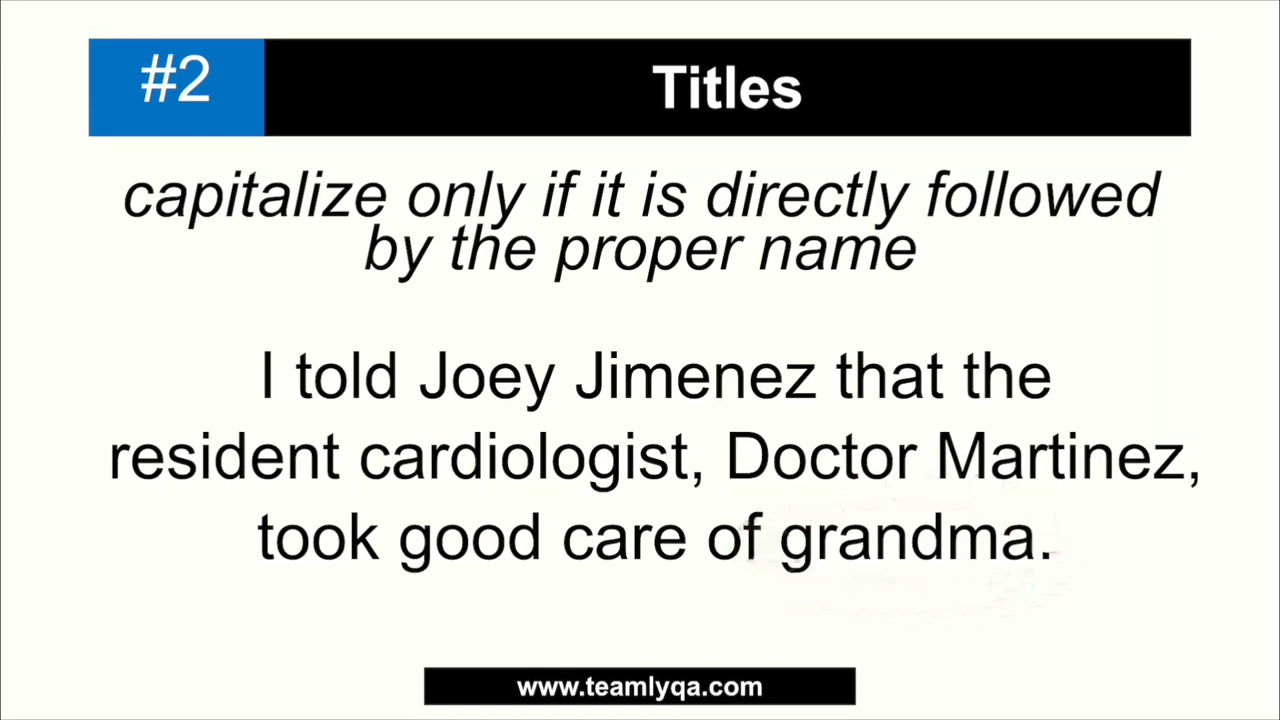 #2
Titles
capitalize only if it is directly followed
by the proper name
I told Joey Jimenez that the
resident cardiologist, Doctor Martinez,
took good care of grandma.
www.teamlyqa.com